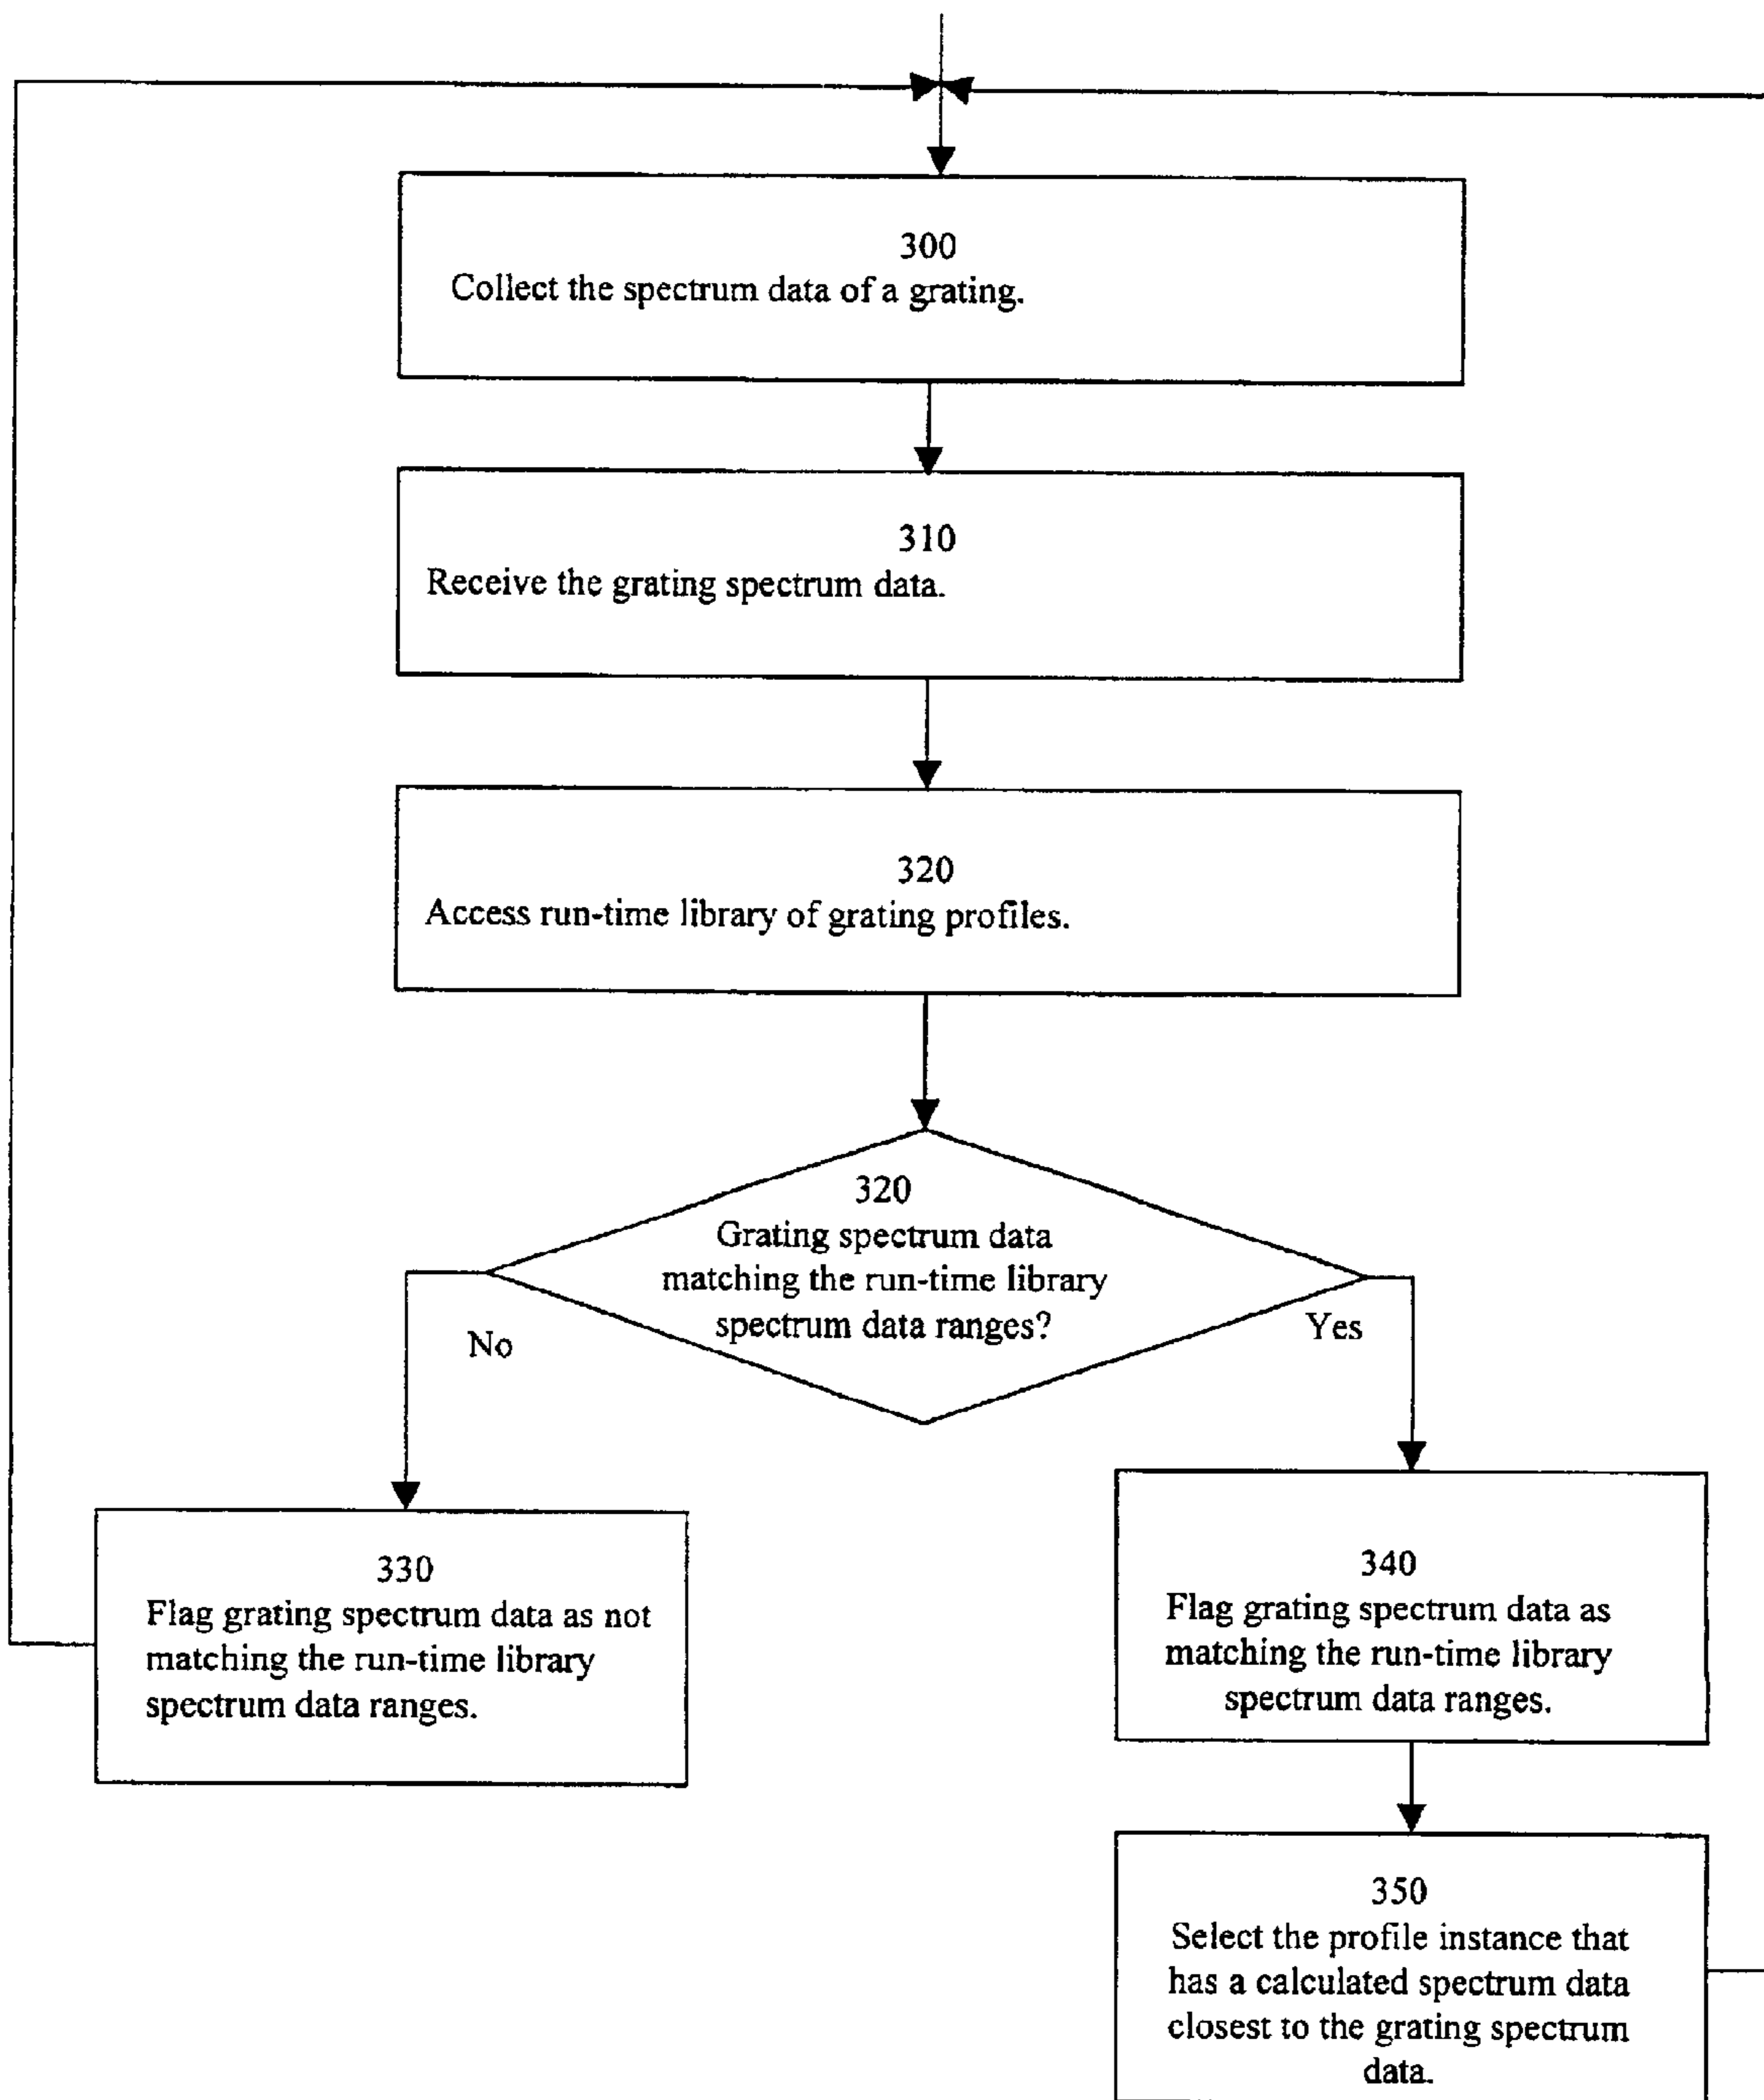 300
Collect the spectrum data of a grating.
310
Receive the grating spectrum data.
320
Access run-time library of grating profiles.
320
Grating spectrum data
matching the run-time library
spectrum data ranges?
No
Yes
330
Flag grating spectrum data as not
matching the run-time library
spectrum data ranges.
340
Flag grating spectrum data as
matching the run-time library
spectrum data ranges.
350
Select the profile instance that
has a calculated spectrum data
closest to the grating spectrum
data.